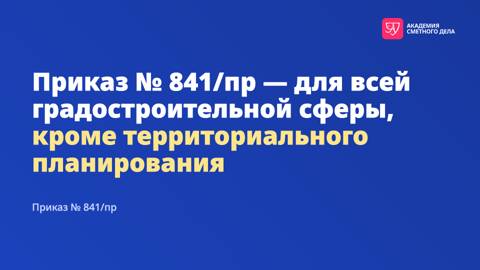 АКАДЕМИЯ
СМЕТНОГО ДЕЛА
Приказ № 841/пр — для всей
градостроительной сферы,
кроме территориального
планирования
Приказ № 841/пр